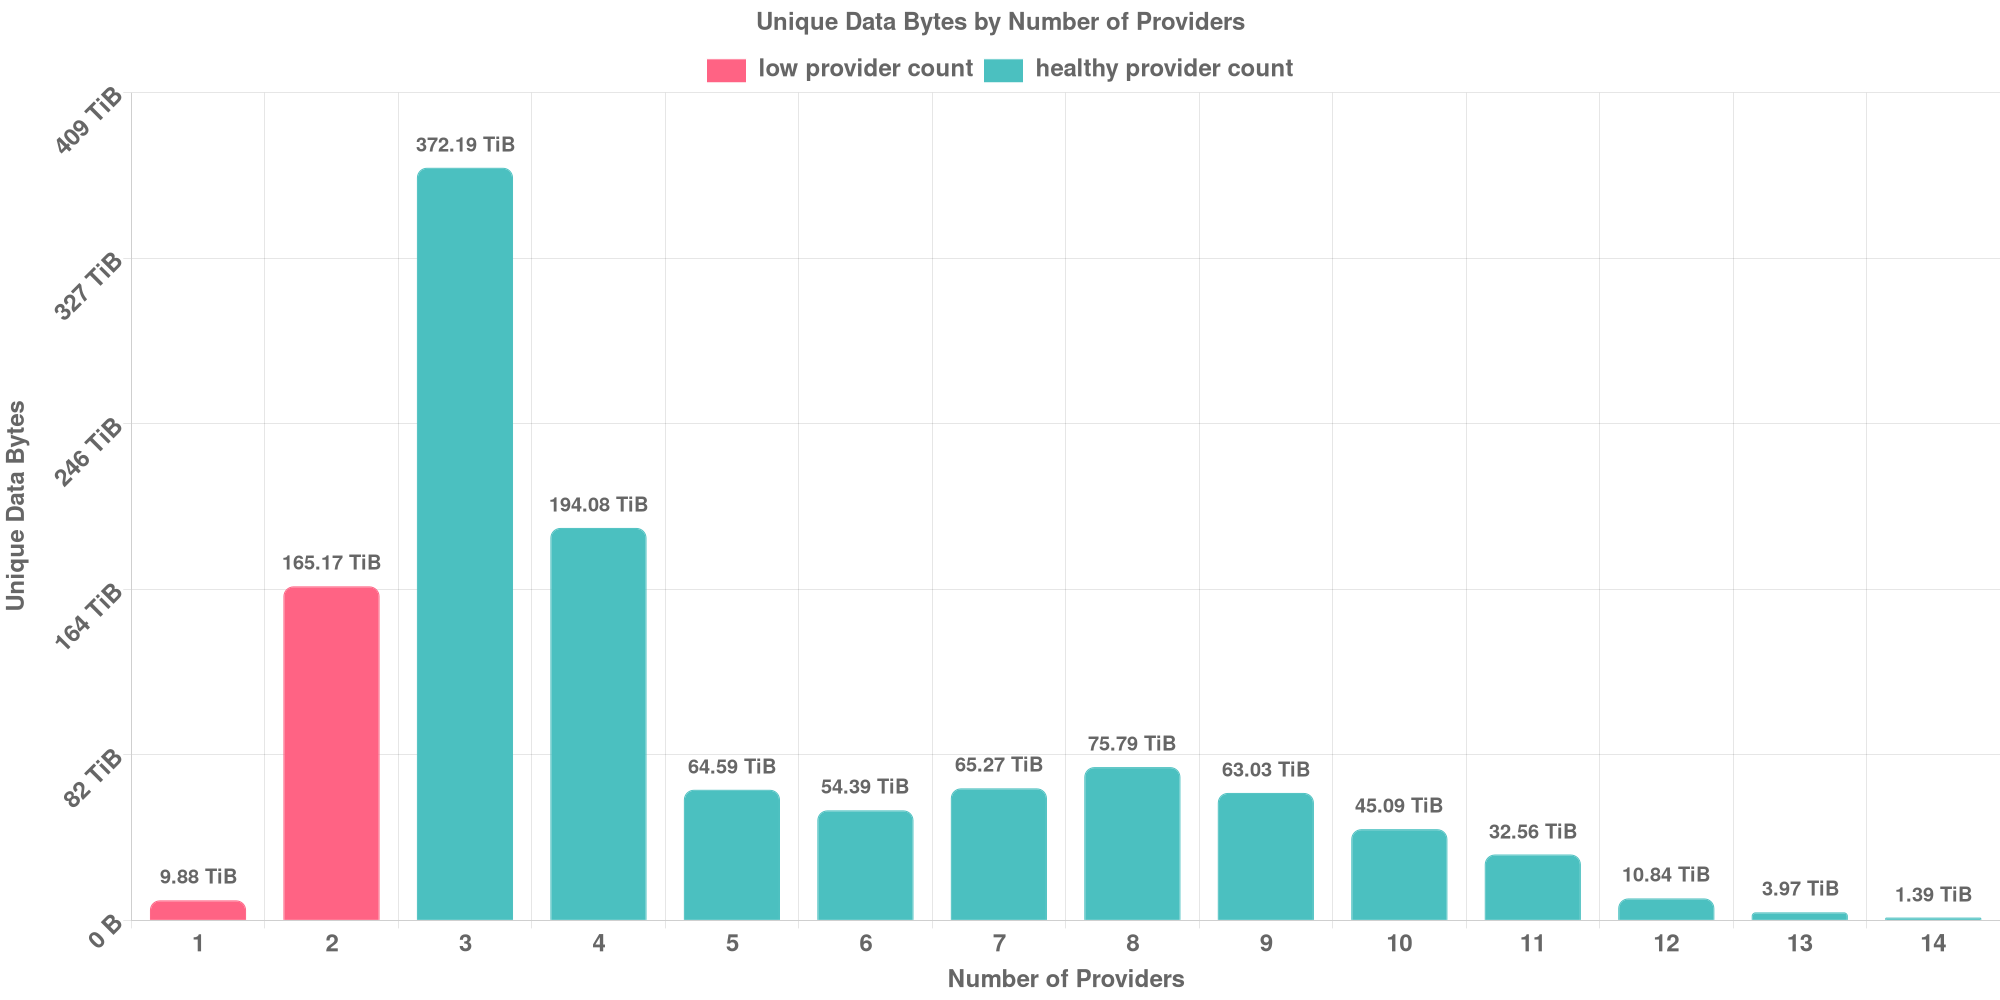 Unique Data Bytes by Number of Providers
low provider count healthy provider count
409 TiB
327 TiB
246 TiB
164 TiB
82 TiB
0 B
Unique Data Bytes
9.88 TiB
165.17 TiB
372.19 TiB
194.08 TiB
64.59 TiB
54.39 TiB
65.27 TiB
75.79 TiB
63.03 TiB
45.09 TiB
32.56 TiB
10.84 TiB
3.97 TiB
1.39 TiB
1 2 3 4 5 6 7 8 9 10 11 12 13 14
Number of Providers